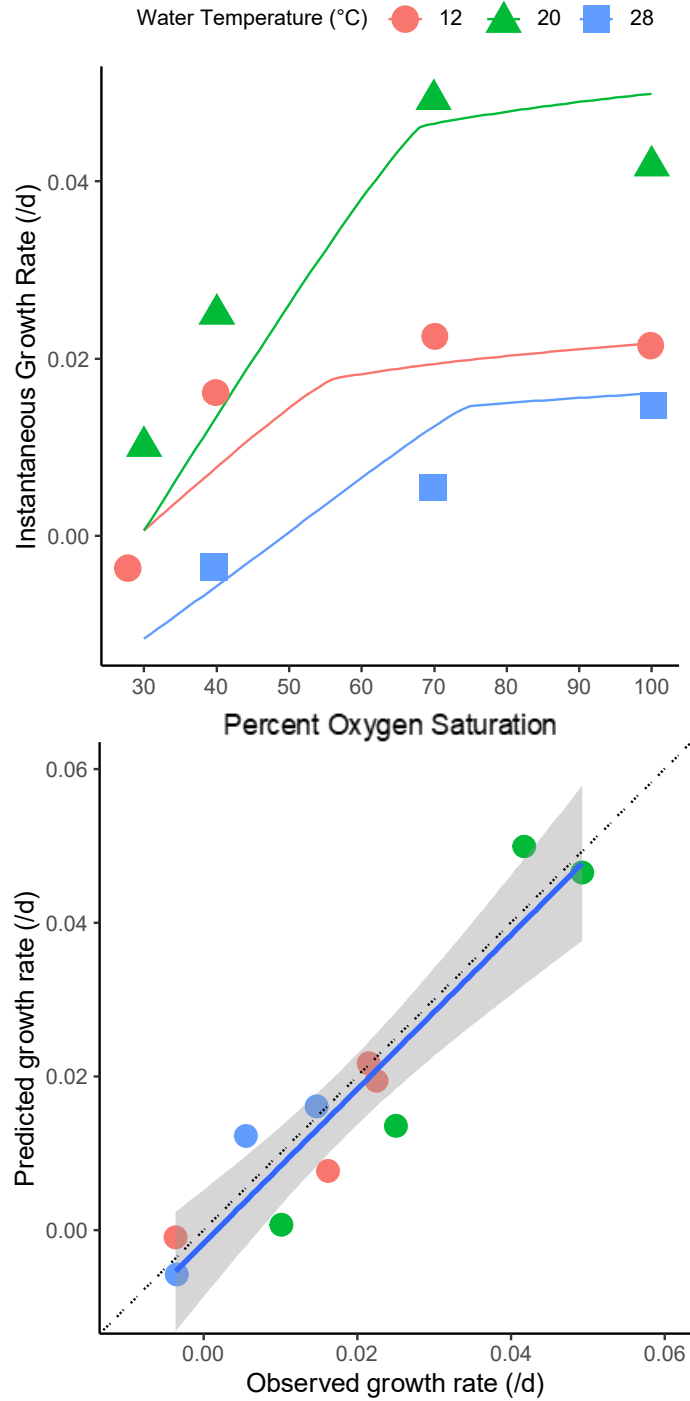 Water Temperature (°C) 12 20 28
Instantaneous Growth Rate (/d)
0.04
0.02
0.00
30 40 50 60 70 80 90 100
Percent Oxygen Saturation
Predicted growth rate (/d)
0.06
0.04
0.02
0.00
0.00 0.02 0.04 0.06
Observed growth rate (/d)